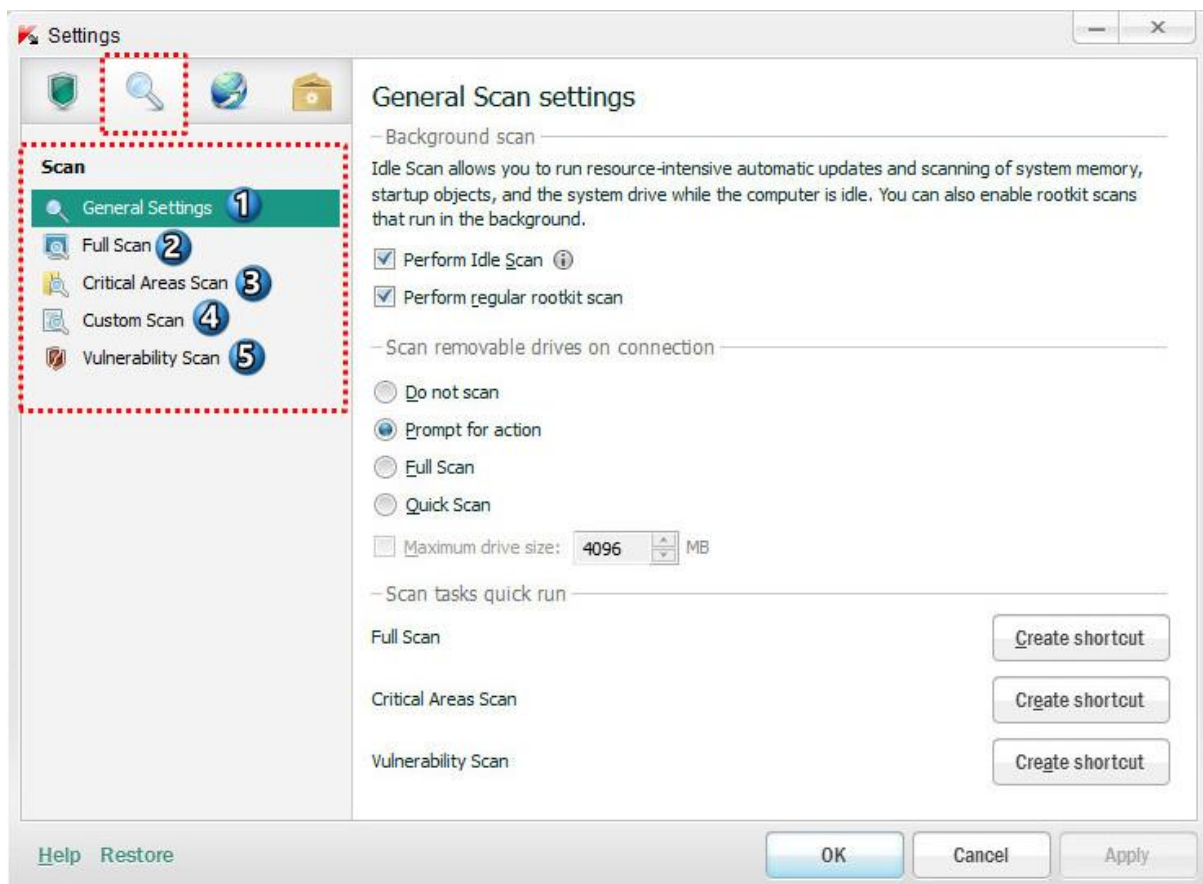 Settings
Scan
General Settings 1
Full Scan 2
Critical Areas Scan 3
Custom Scan 4
Vulnerability Scan 5
General Scan settings
Background scan
Idle Scan allows you to run resource-intensive automatic updates and scanning of system memory,
startup objects, and the system drive while the computer is idle. You can also enable rootkit scans
that run in the background.
Perform Idle Scan
Perform regular rootkit scan
Scan removable drives on connection
Do not scan
Prompt for action
Full Scan
Quick Scan
Maximum drive size: 4096 MB
Scan tasks quick run
Full Scan Create shortcut
Critical Areas Scan Create shortcut
Vulnerability Scan Create shortcut
Help Restore OK Cancel Apply